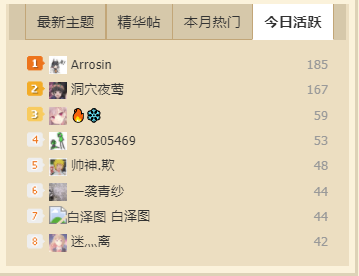 最新主题 精华帖 本月热门 今日活跃
1 Arrosin 185
2 洞穴夜莺 167
3 🔥❄️ 59
4 578305469 53
5 帅神.欺 48
6 一袭青纱 44
7 白泽图 白泽图 44
8 迷灬离 42